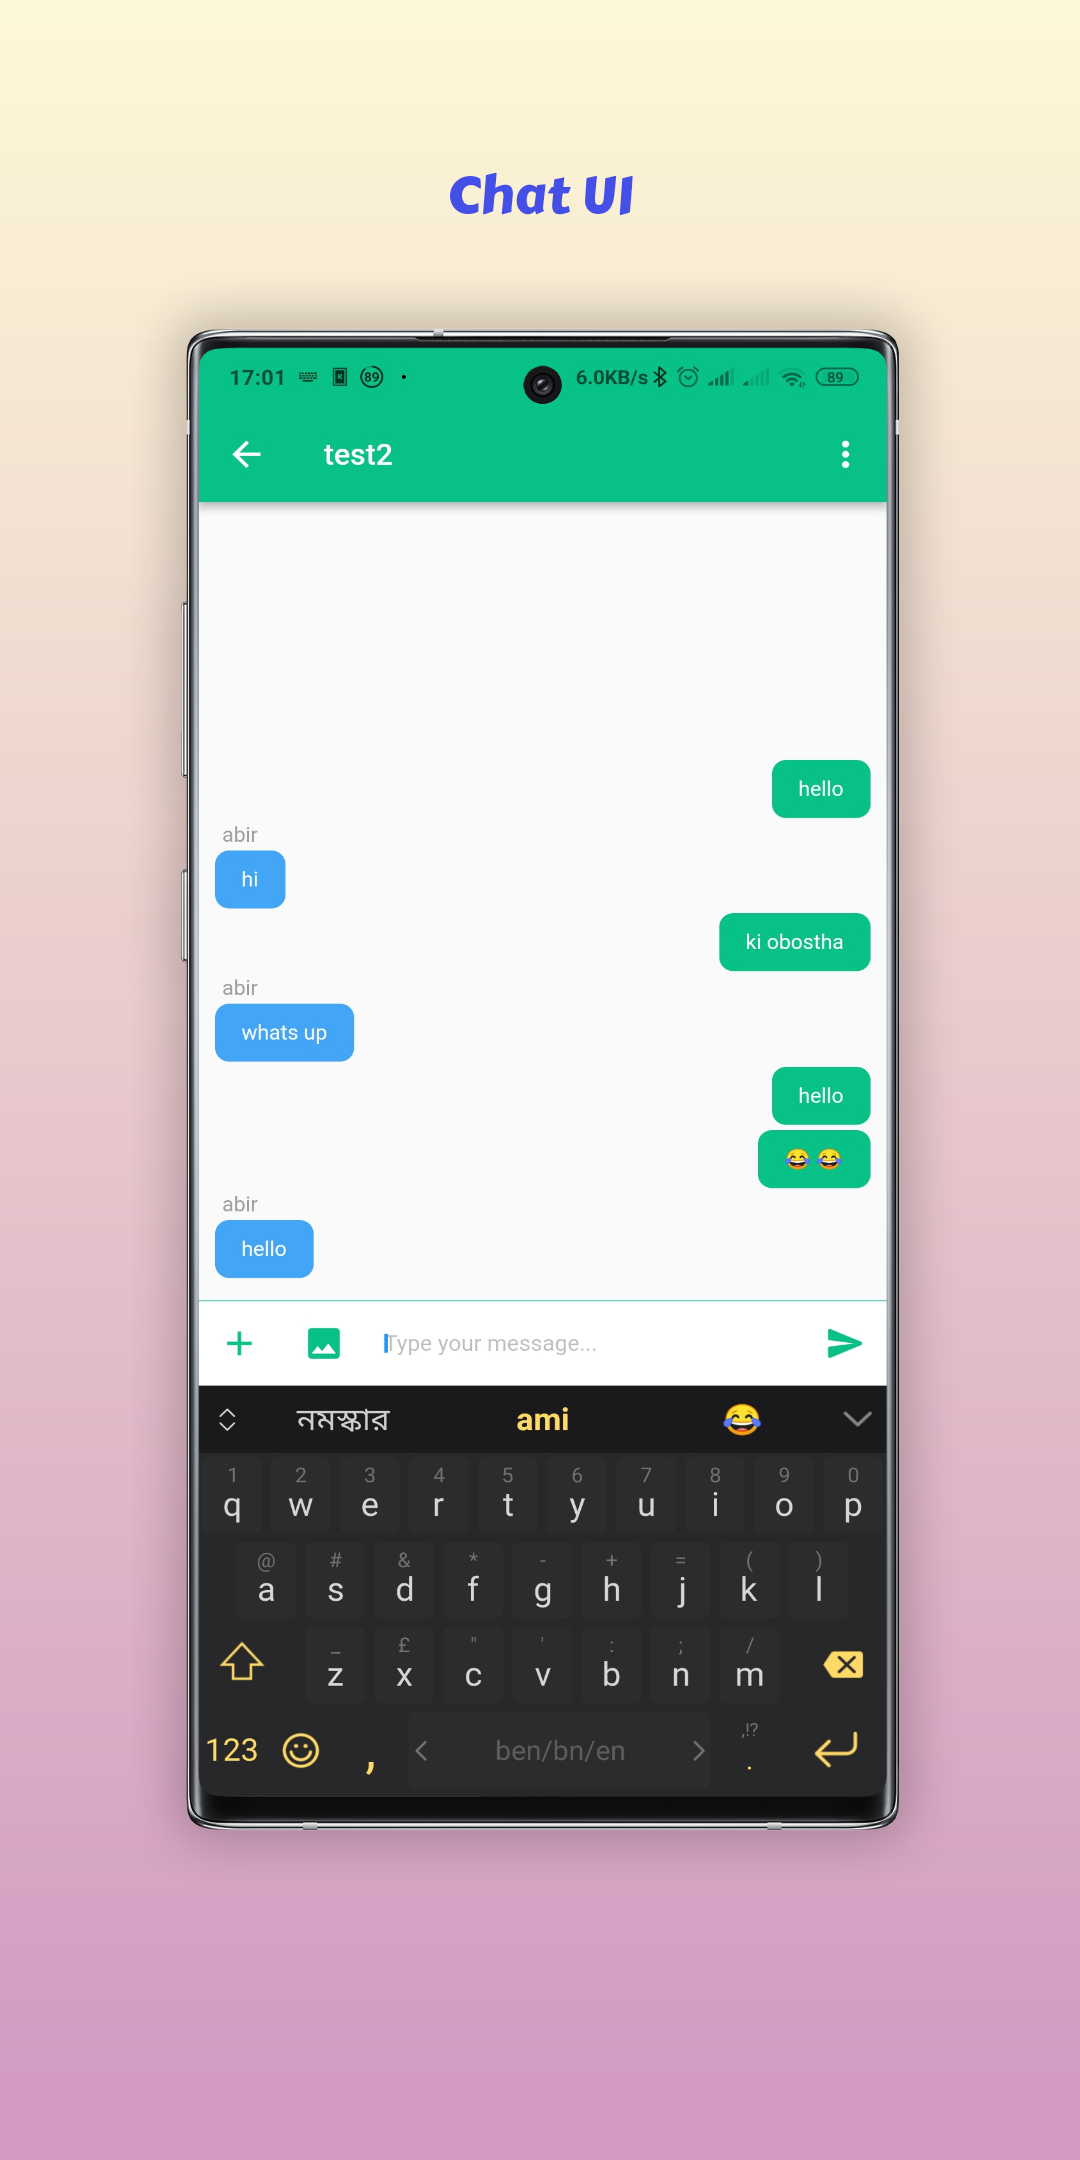 Chat UI
17:01 89 6.0KB/s 89
test2
hello
abir
hi
ki obostha
abir
whats up
hello
😂 😂
abir
hello
Type your message...
নমস্কার ami 😂
1 2 3 4 5 6 7 8 9 0
q w e r t y u i o p
@ # & * - + = ( )
a s d f g h j k l
_ £ " ' : ; /
z x c v b n m
,!?
123 , ben/bn/en .